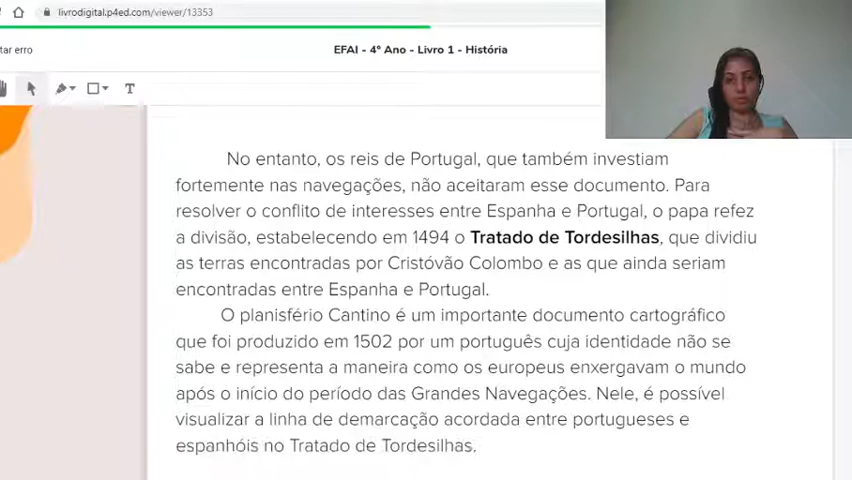 livrodigital.p4ed.com/viewer/13353
tar erro
EFAI - 4º Ano - Livro 1 - História
T
No entanto, os reis de Portugal, que também investiam
fortemente nas navegações, não aceitaram esse documento. Para
resolver o conflito de interesses entre Espanha e Portugal, o papa refez
a divisão, estabelecendo em 1494 o Tratado de Tordesilhas, que dividiu
as terras encontradas por Cristóvão Colombo e as que ainda seriam
encontradas entre Espanha e Portugal.
O planisfério Cantino é um importante documento cartográfico
que foi produzido em 1502 por um português cuja identidade não se
sabe e representa a maneira como os europeus enxergavam o mundo
após o início do período das Grandes Navegações. Nele, é possível
visualizar a linha de demarcação acordada entre portugueses e
espanhóis no Tratado de Tordesilhas.